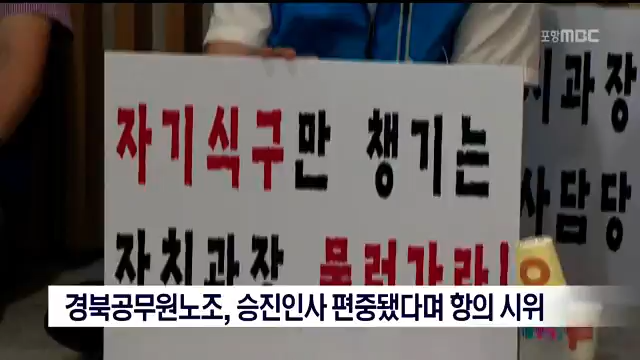 포항MBC
자기식구만 챙기는
자치과장 물러가라!
치과장
사담당
경북공무원노조, 승진인사 편중됐다며 항의 시위